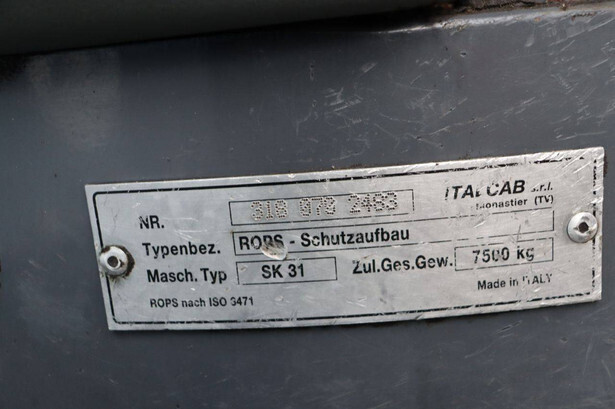 ITALCAB s.r.l.
Monastier (TV)
NR. 318 070 2483
Typenbez. ROPS - Schutzaufbau
Masch. Typ SK 31 Zul.Ges.Gew. 7500 kg
ROPS nach ISO 3471 Made in ITALY